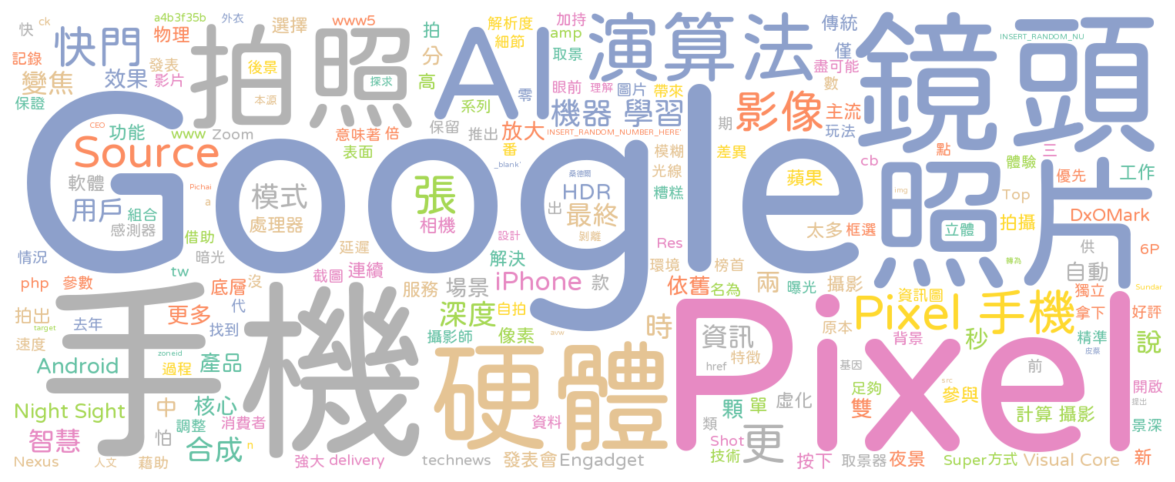 快
ck
a4b3f35b
外衣
選擇
www5
拍
解析度
加持
演算法
傳統
鏡頭
記錄
快門
物理
拍照
分
AI
細節
amp
取景
僅
INSERT_RANDOM_NU
變焦
效果
發表
影片
後景
探求
高
眼前
理解
圖片
帶來
盡可能
保證
本源
系列
零
機器 學習
影像
數
主流
玩法
CEO
功能
www
Zoom
意味著
倍
保留
推出
放大
INSERT_RANDOM_NUMBER_HERE'
期
Source
表面
番
_blank'
模糊
差異
cb
點
三
體驗
工作
Google
照片
軟體
Pichai
模式
張
桑德爾
光線
蘋果
優先
用戶
組合
a
HDR
槽糕
Top
感測器
處理器
相機
出
最終
拍攝
DxOMark
借助
設計
剝離
Res
太多
框選
立體
情況
暗光
延遲
解決
環境
榜首
供
6P
tw
php
參數
底層
沒
截圖
連續
iPhone
款
依舊
兩
攝影
自動
服務
場景
名為
曝光
獨立
Sundar
手機
代
更多
深度
自拍
時
Pixel
Pixel 手機
資訊圖
拿下
好評
拍出
去年
找到
攝影師
像素
硬體
資訊
原本
秒
精準
說
target
速度
zoneid
特徵
背景
皮蔡
Android
過程
產品
href
基因
前
足夠
src
參與
開啟
Night Sight
中
核心
顆
單
虛化
雙
提出
智慧
怕
調整
消費者
資料
類
更
計算 攝影
景深
合成
n
Shot
技術
Nexus
人文
藉助
強大
delivery
technews
發表會
Engadget
按下
取景器
夜景
Super方式
Visual Core
新
img